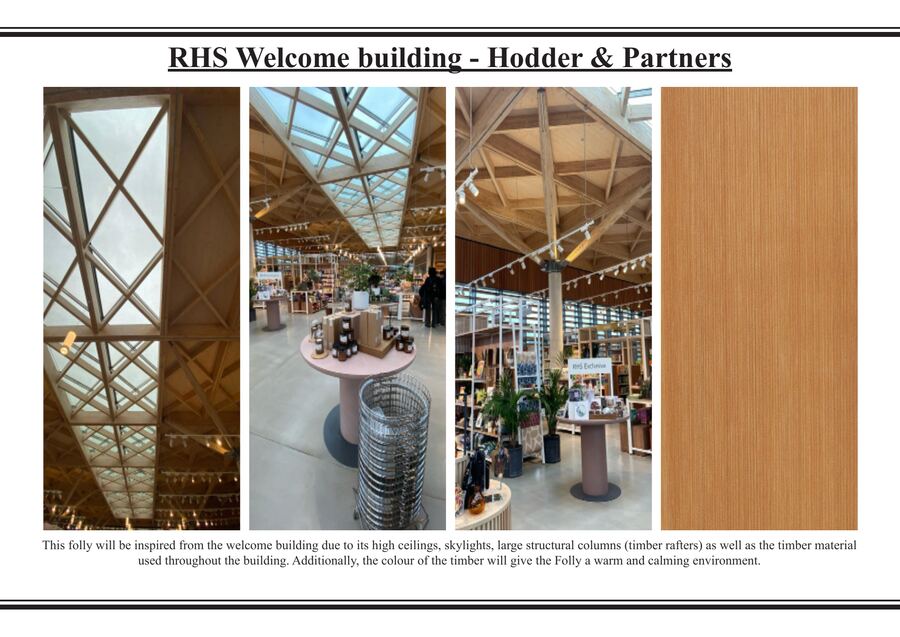 RHS Welcome building - Hodder & Partners
RHS Exclusive
This folly will be inspired from the welcome building due to its high ceilings, skylights, large structural columns (timber rafters) as well as the timber material
used throughout the building. Additionally, the colour of the timber will give the Folly a warm and calming environment.